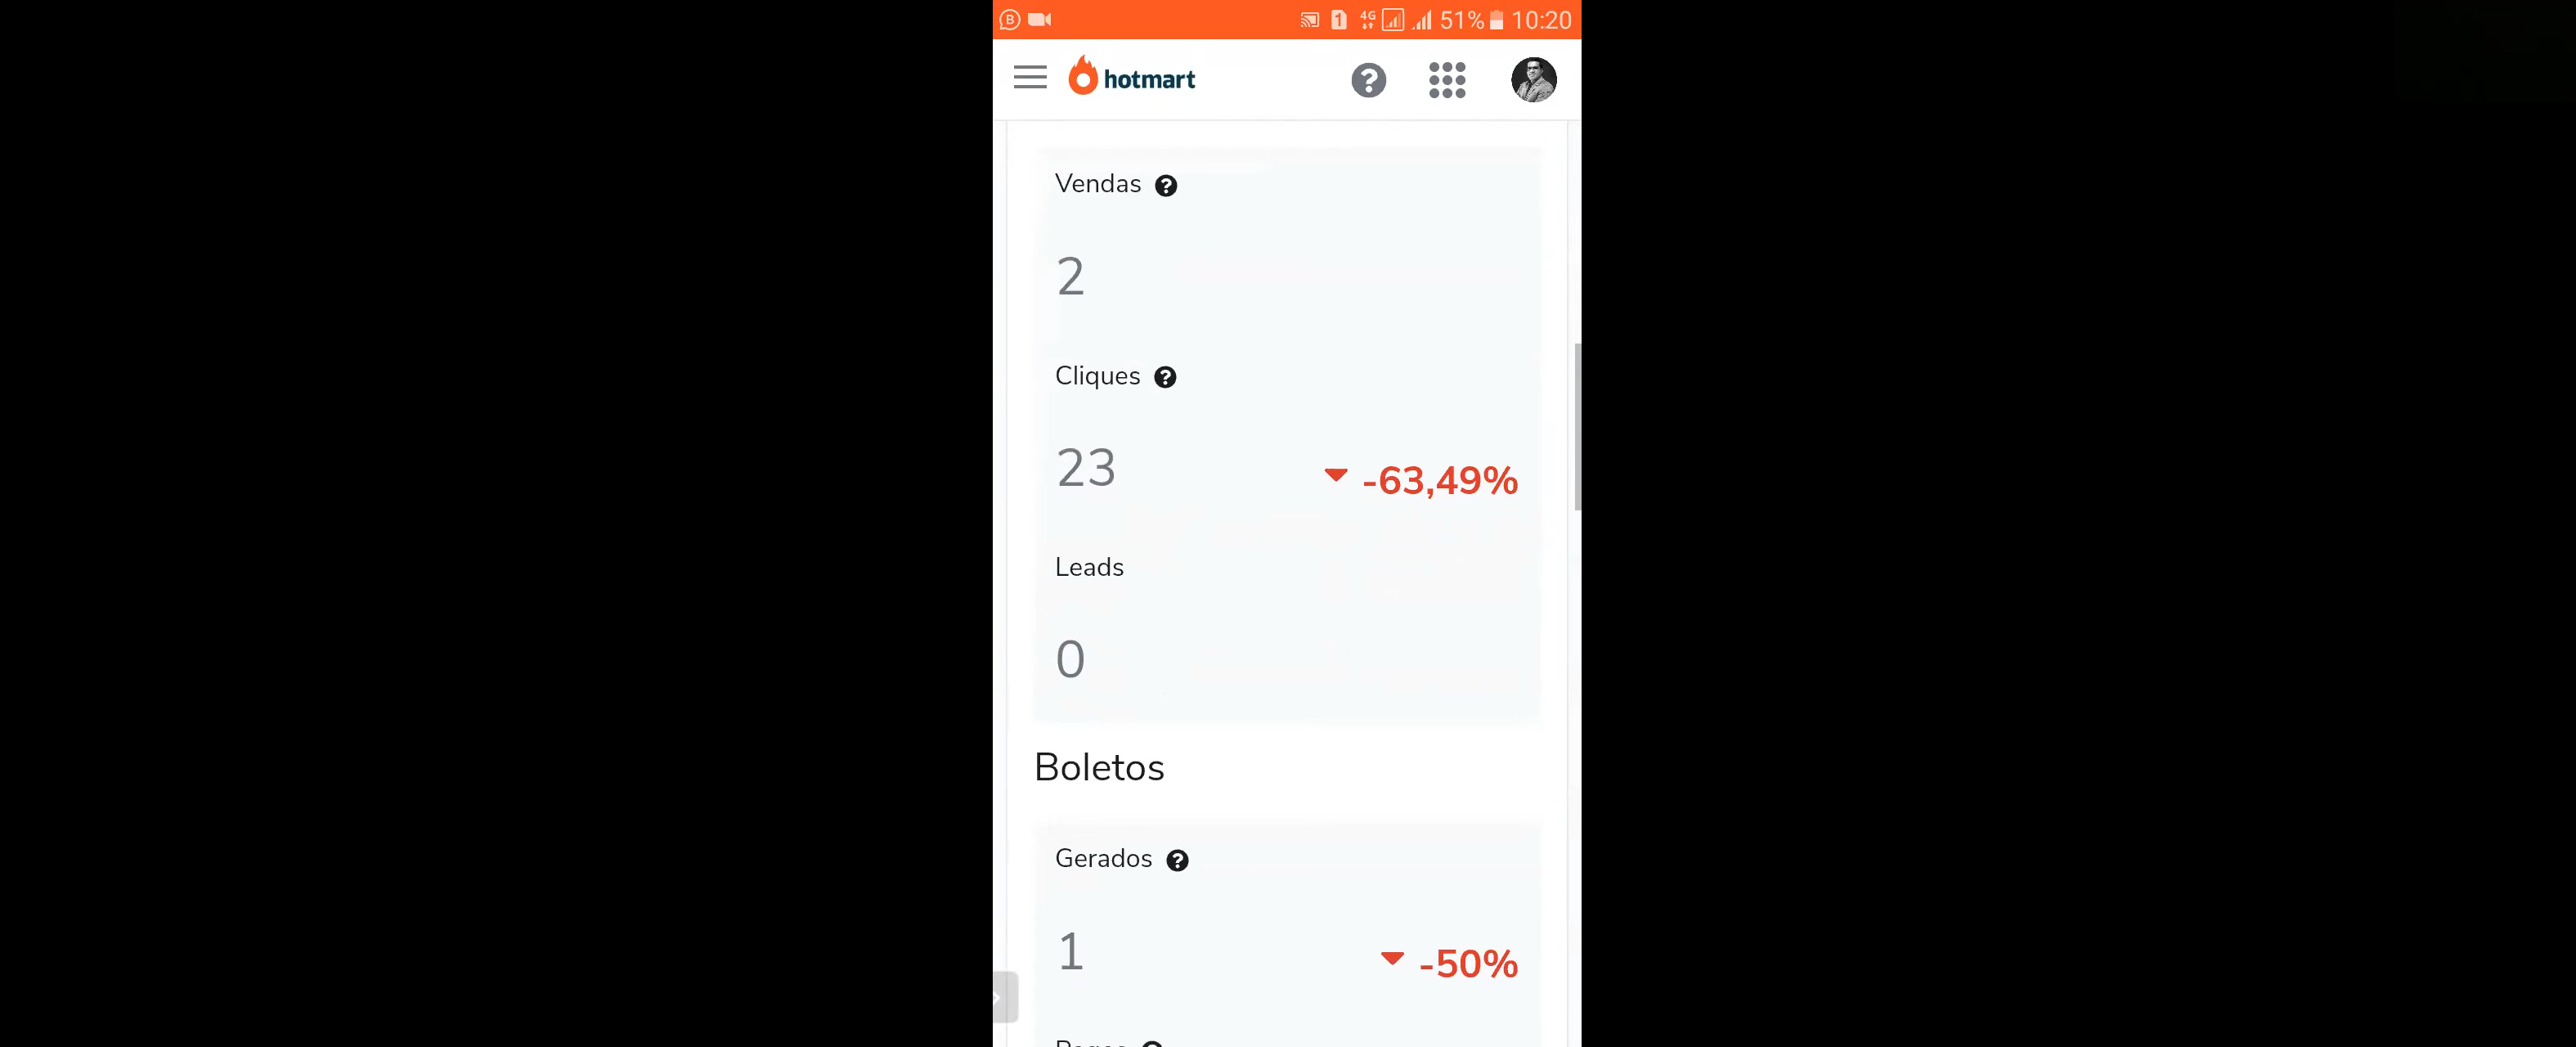 51% 10:20
hotmart
Vendas
2
Cliques
23
-63,49%
Leads
0
Boletos
Gerados
1
-50%